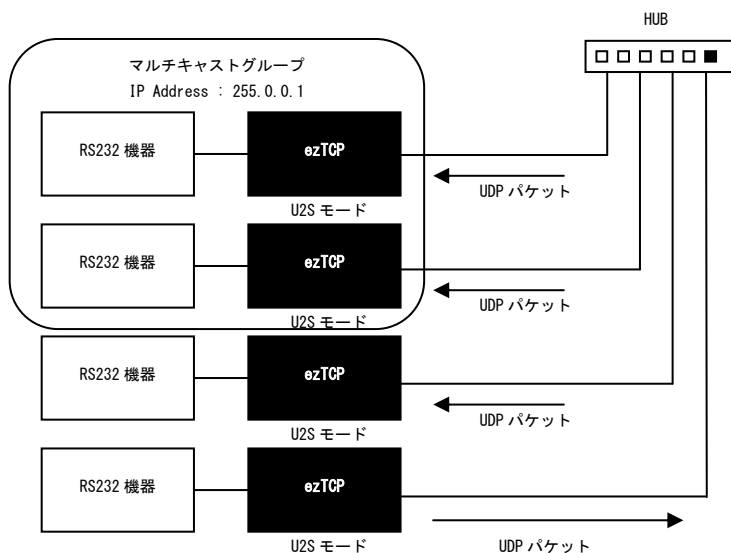 HUB
マルチキャストグループ
IP Address : 255.0.0.1
RS232 機器
ezTCP
U2S モード
UDP パケット
RS232 機器
ezTCP
U2S モード
UDP パケット
RS232 機器
ezTCP
U2S モード
UDP パケット
RS232 機器
ezTCP
U2S モード
UDP パケット